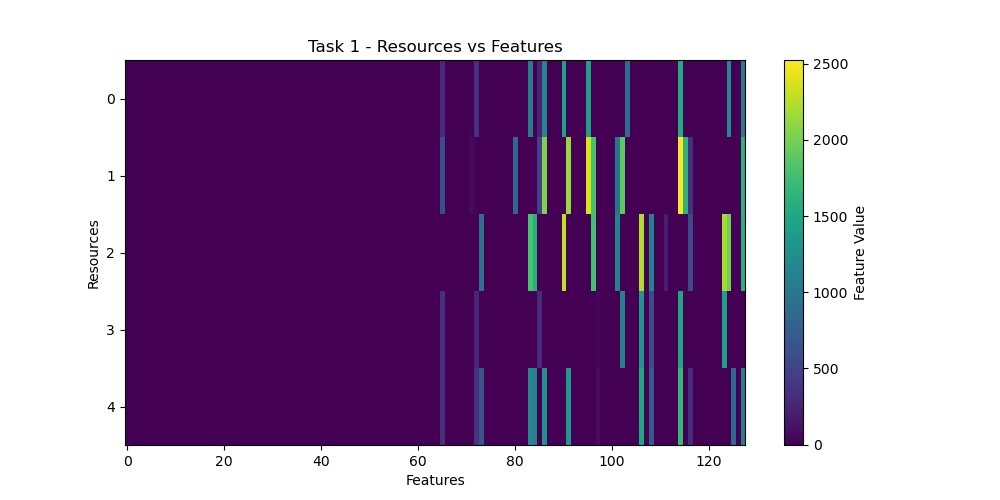 Task 1 - Resources vs Features
Resources
0
1
2
3
4
0 20 40 60 80 100 120
Features
2500
2000
1500
1000
500
0
Feature Value